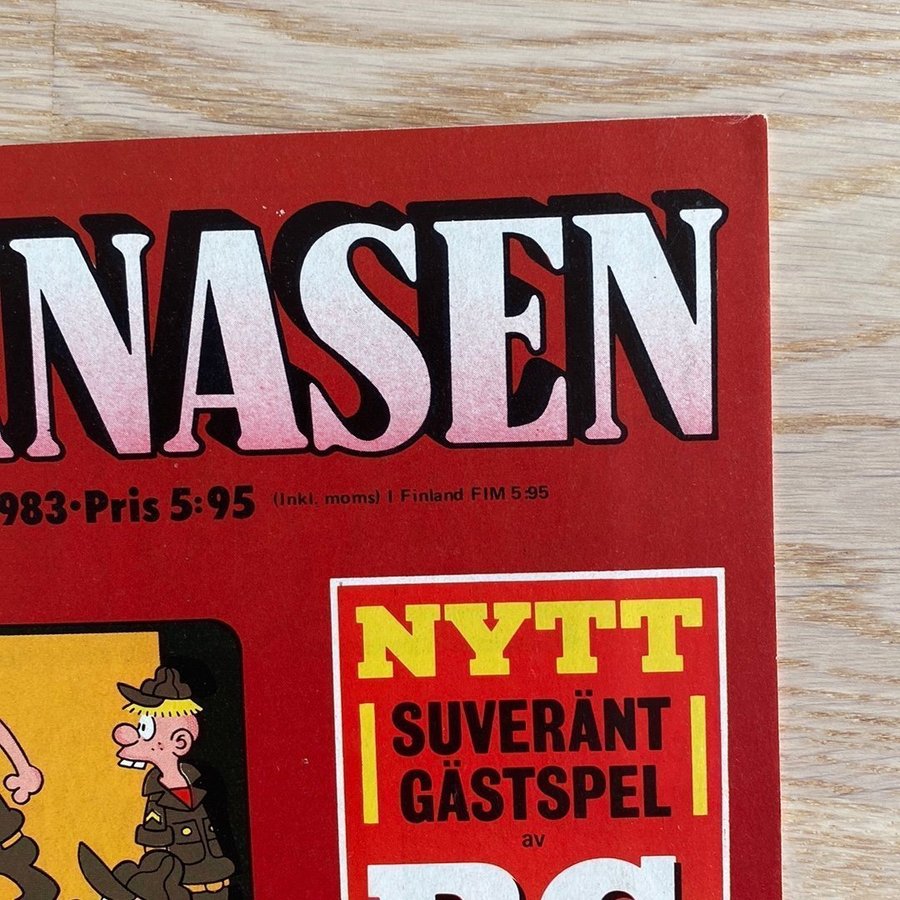 NASEN
983·Pris 5:95 (Inkl. moms) I Finland FIM 5:95
NYTT
SUVERÄNT
GÄSTSPEL
av